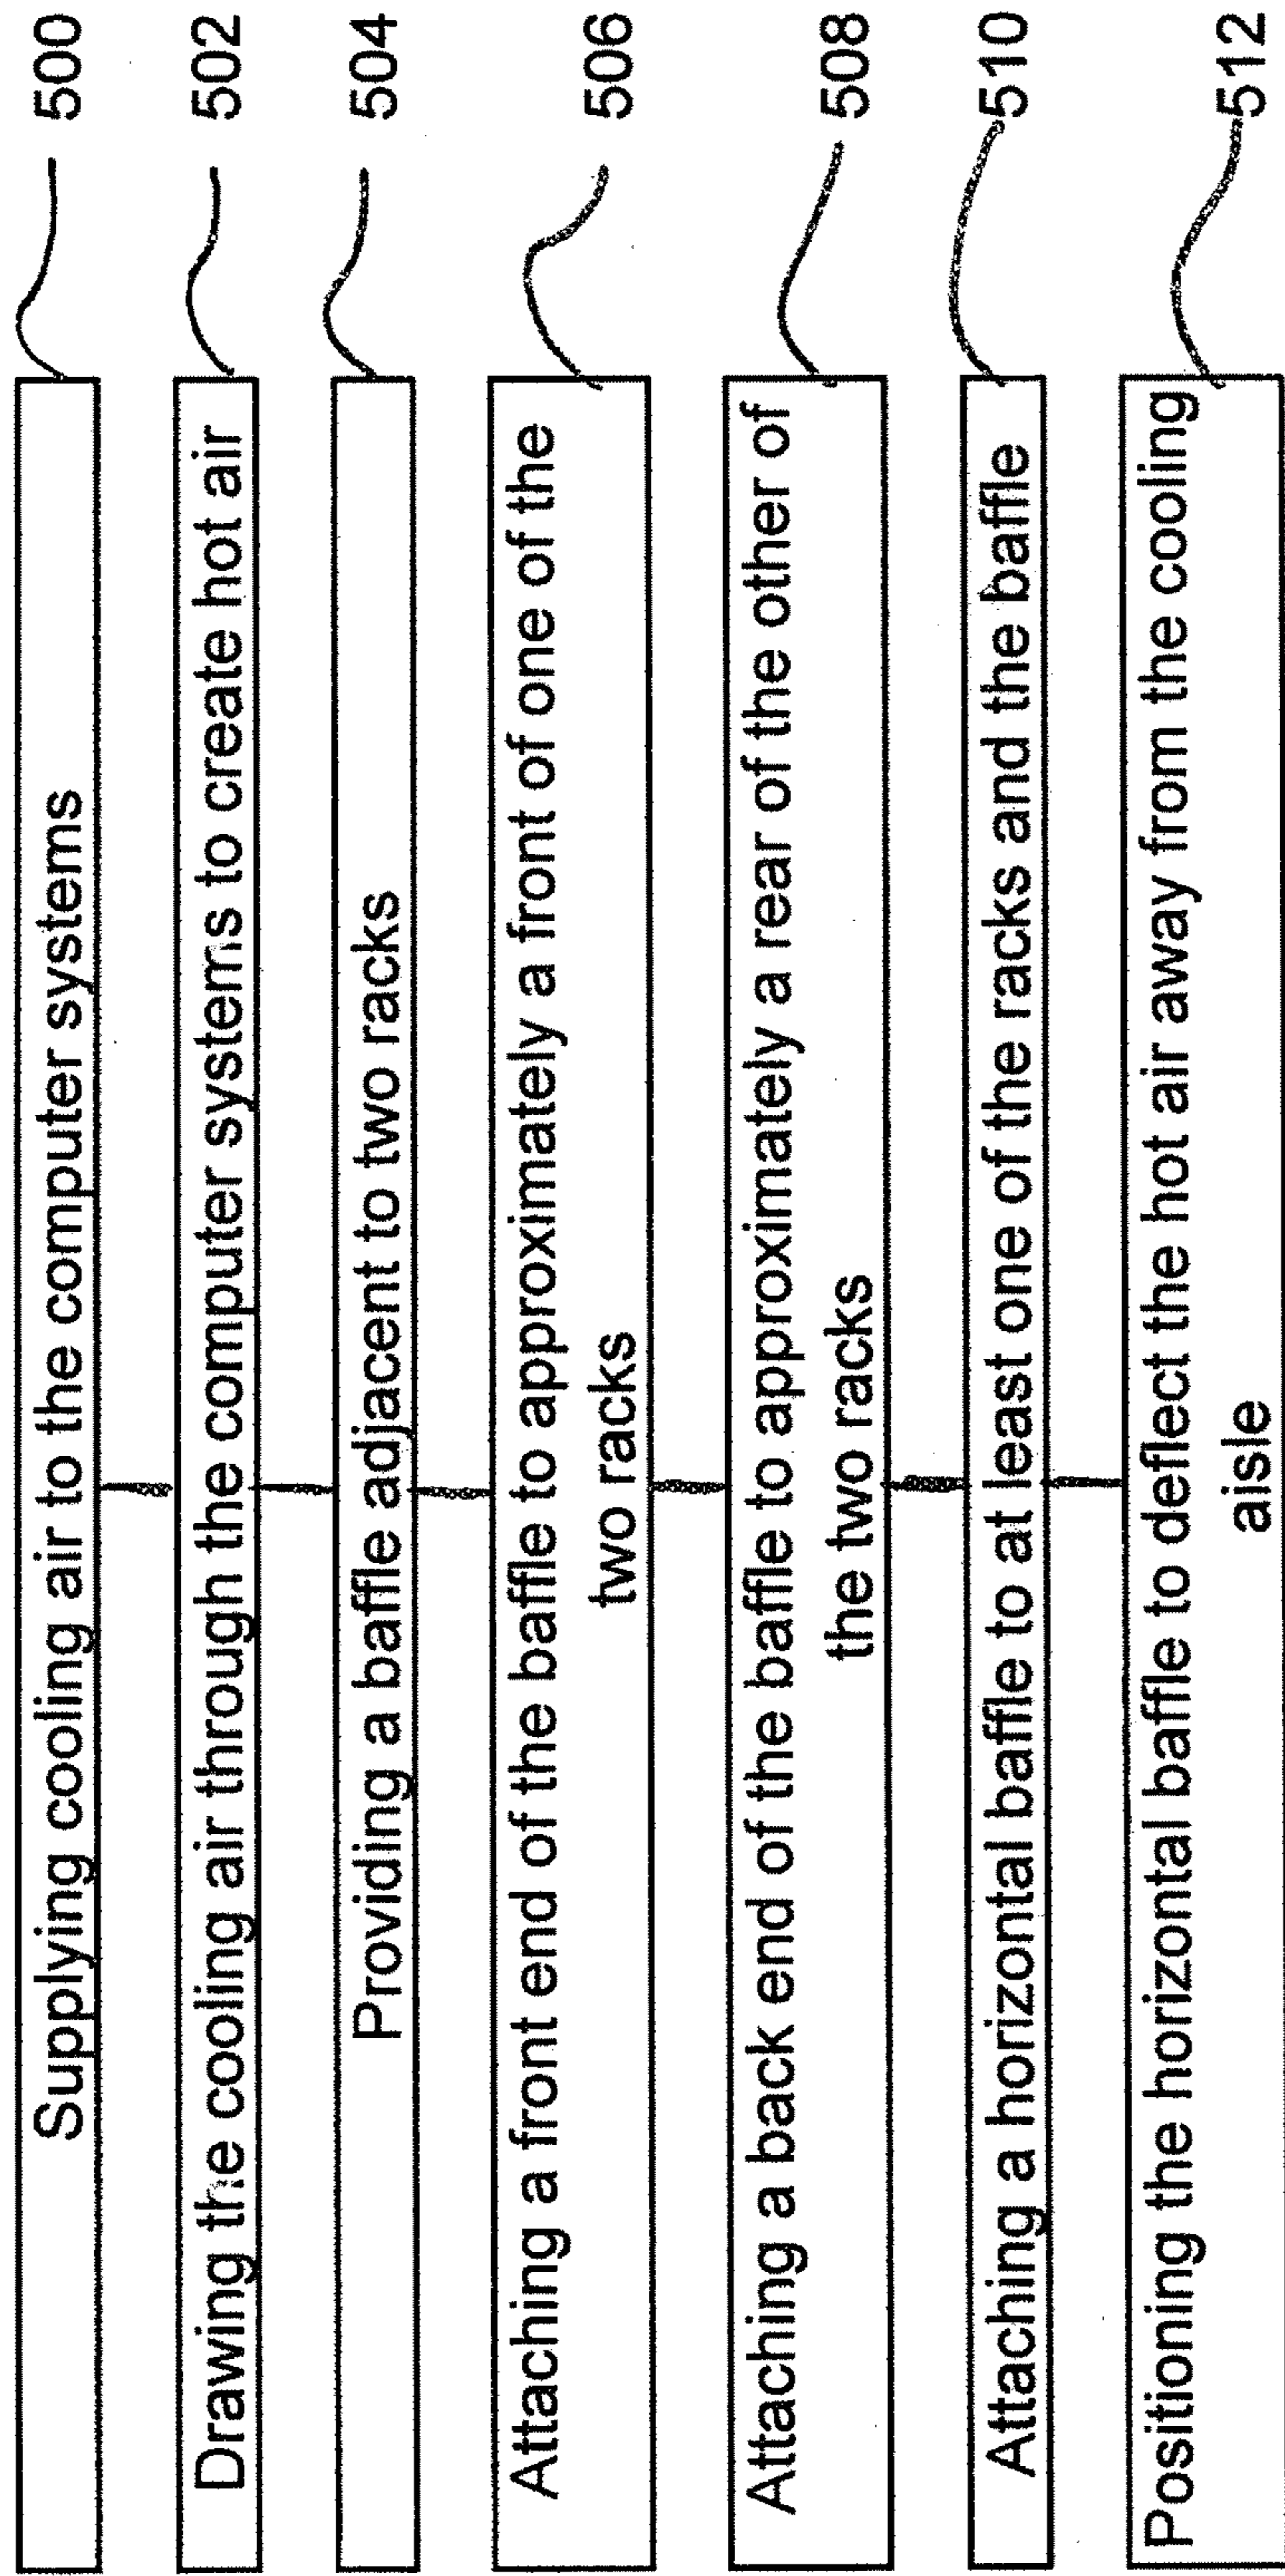 Supplying cooling air to the computer systems 500
Drawing the cooling air through the computer systems to create hot air 502
Providing a baffle adjacent to two racks 504
Attaching a front end of the baffle to approximately a front of one of the
two racks 506
Attaching a back end of the baffle to approximately a rear of the other of
the two racks 508
Attaching a horizontal baffle to at least one of the racks and the baffle 510
Positioning the horizontal baffle to deflect the hot air away from the cooling
aisle 512